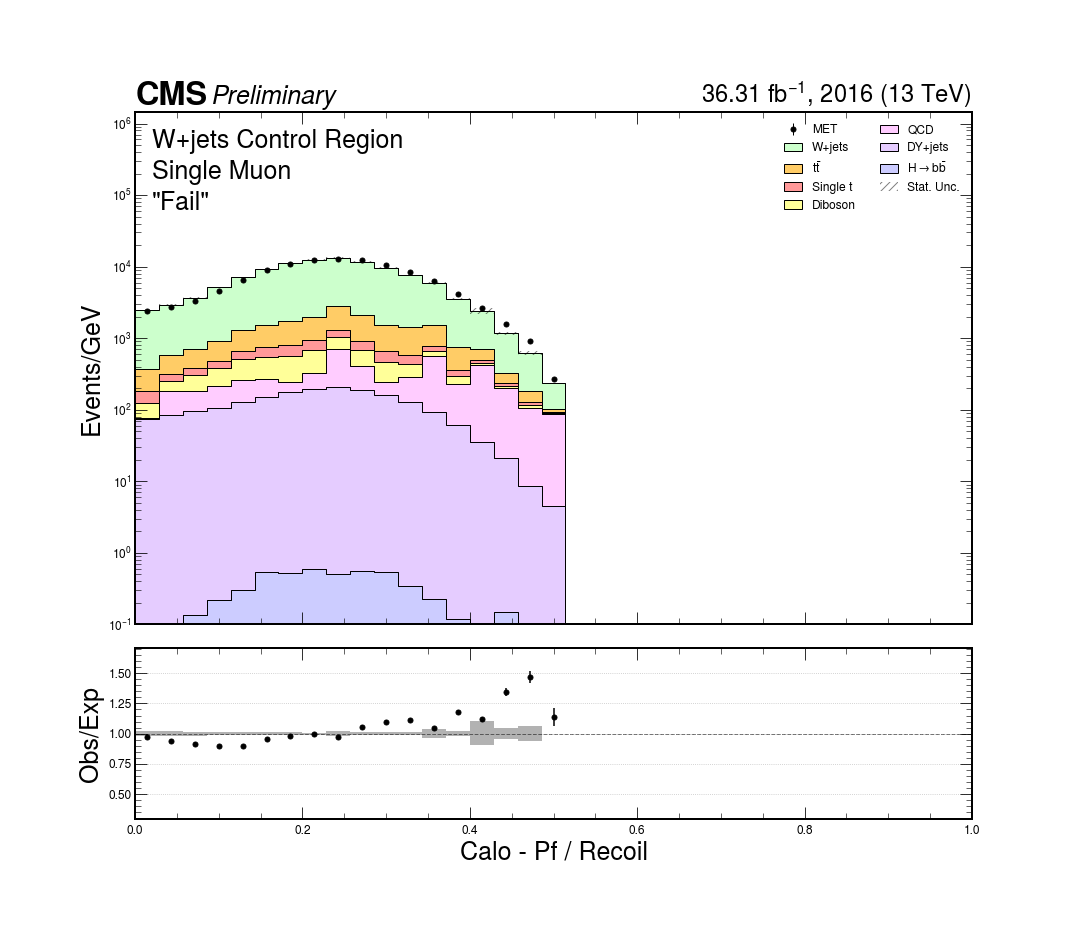 CMS Preliminary 36.31 fb⁻¹, 2016 (13 TeV)
W+jets Control Region
Single Muon
"Fail"
MET
W+jets
tt̄
Single t
Diboson
QCD
DY+jets
H→bb̄
Stat. Unc.
Events/GeV
10⁶
10⁵
10⁴
10³
10²
10¹
10⁰
10⁻¹
Obs/Exp
1.50
1.25
1.00
0.75
0.50
0.0 0.2 0.4 0.6 0.8 1.0
Calo - Pf / Recoil